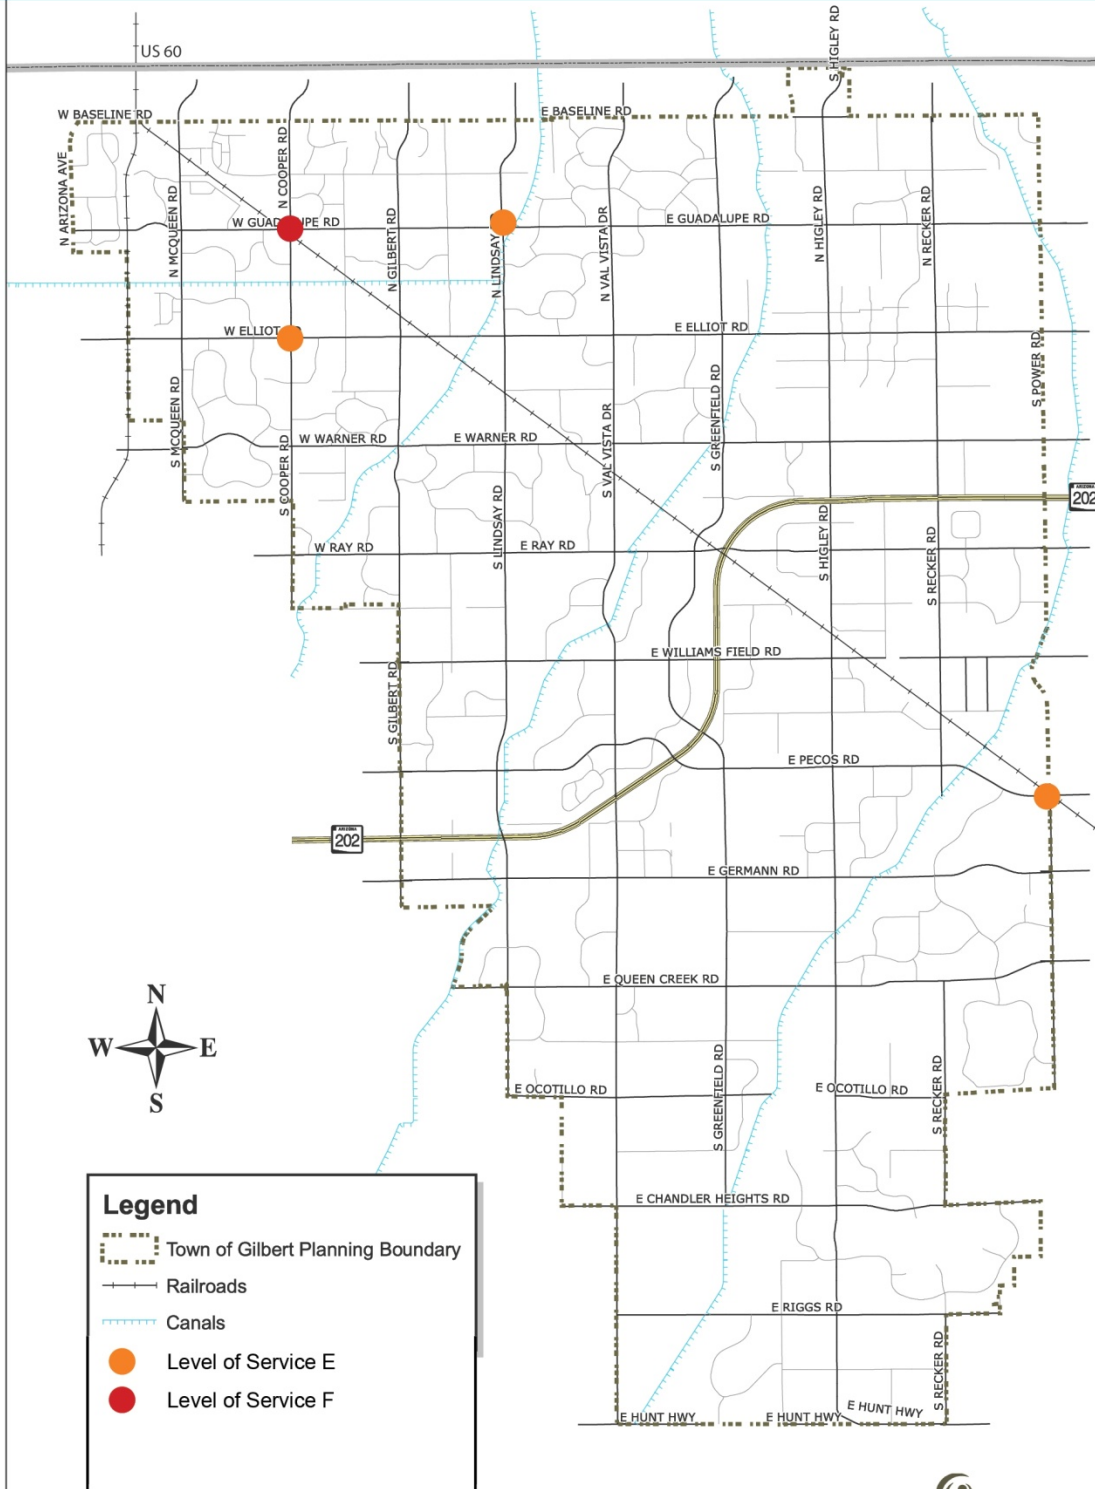 US 60
S HIGLEY RD
W BASELINE RD
E BASELINE RD
N ARIZONA AVE
N COOPER RD
N MCQUEEN RD
W GUADALUPE RD
E GUADALUPE RD
N GILBERT RD
N LINDSAY
N VAL VISTA DR
N HIGLEY RD
N RECKER RD
W ELLIOT RD
E ELLIOT RD
S POWER RD
S MCQUEEN RD
S COOPER RD
W WARNER RD
E WARNER RD
S VAL VISTA DR
S GREENFIELD RD
ARIZONA
202
S LINDSAY RD
S HIGLEY RD
S RECKER RD
W RAY RD
E RAY RD
E WILLIAMS FIELD RD
S GILBERT RD
E PECOS RD
ARIZONA
202
E GERMANN RD
E QUEEN CREEK RD
N
W E
S
E OCOTILLO RD
S GREENFIELD RD
E OCOTILLO RD
S RECKER RD
E CHANDLER HEIGHTS RD
E RIGGS RD
S RECKER RD
E HUNT HWY
E HUNT HWY
E HUNT HWY
Legend
Town of Gilbert Planning Boundary
Railroads
Canals
Level of Service E
Level of Service F